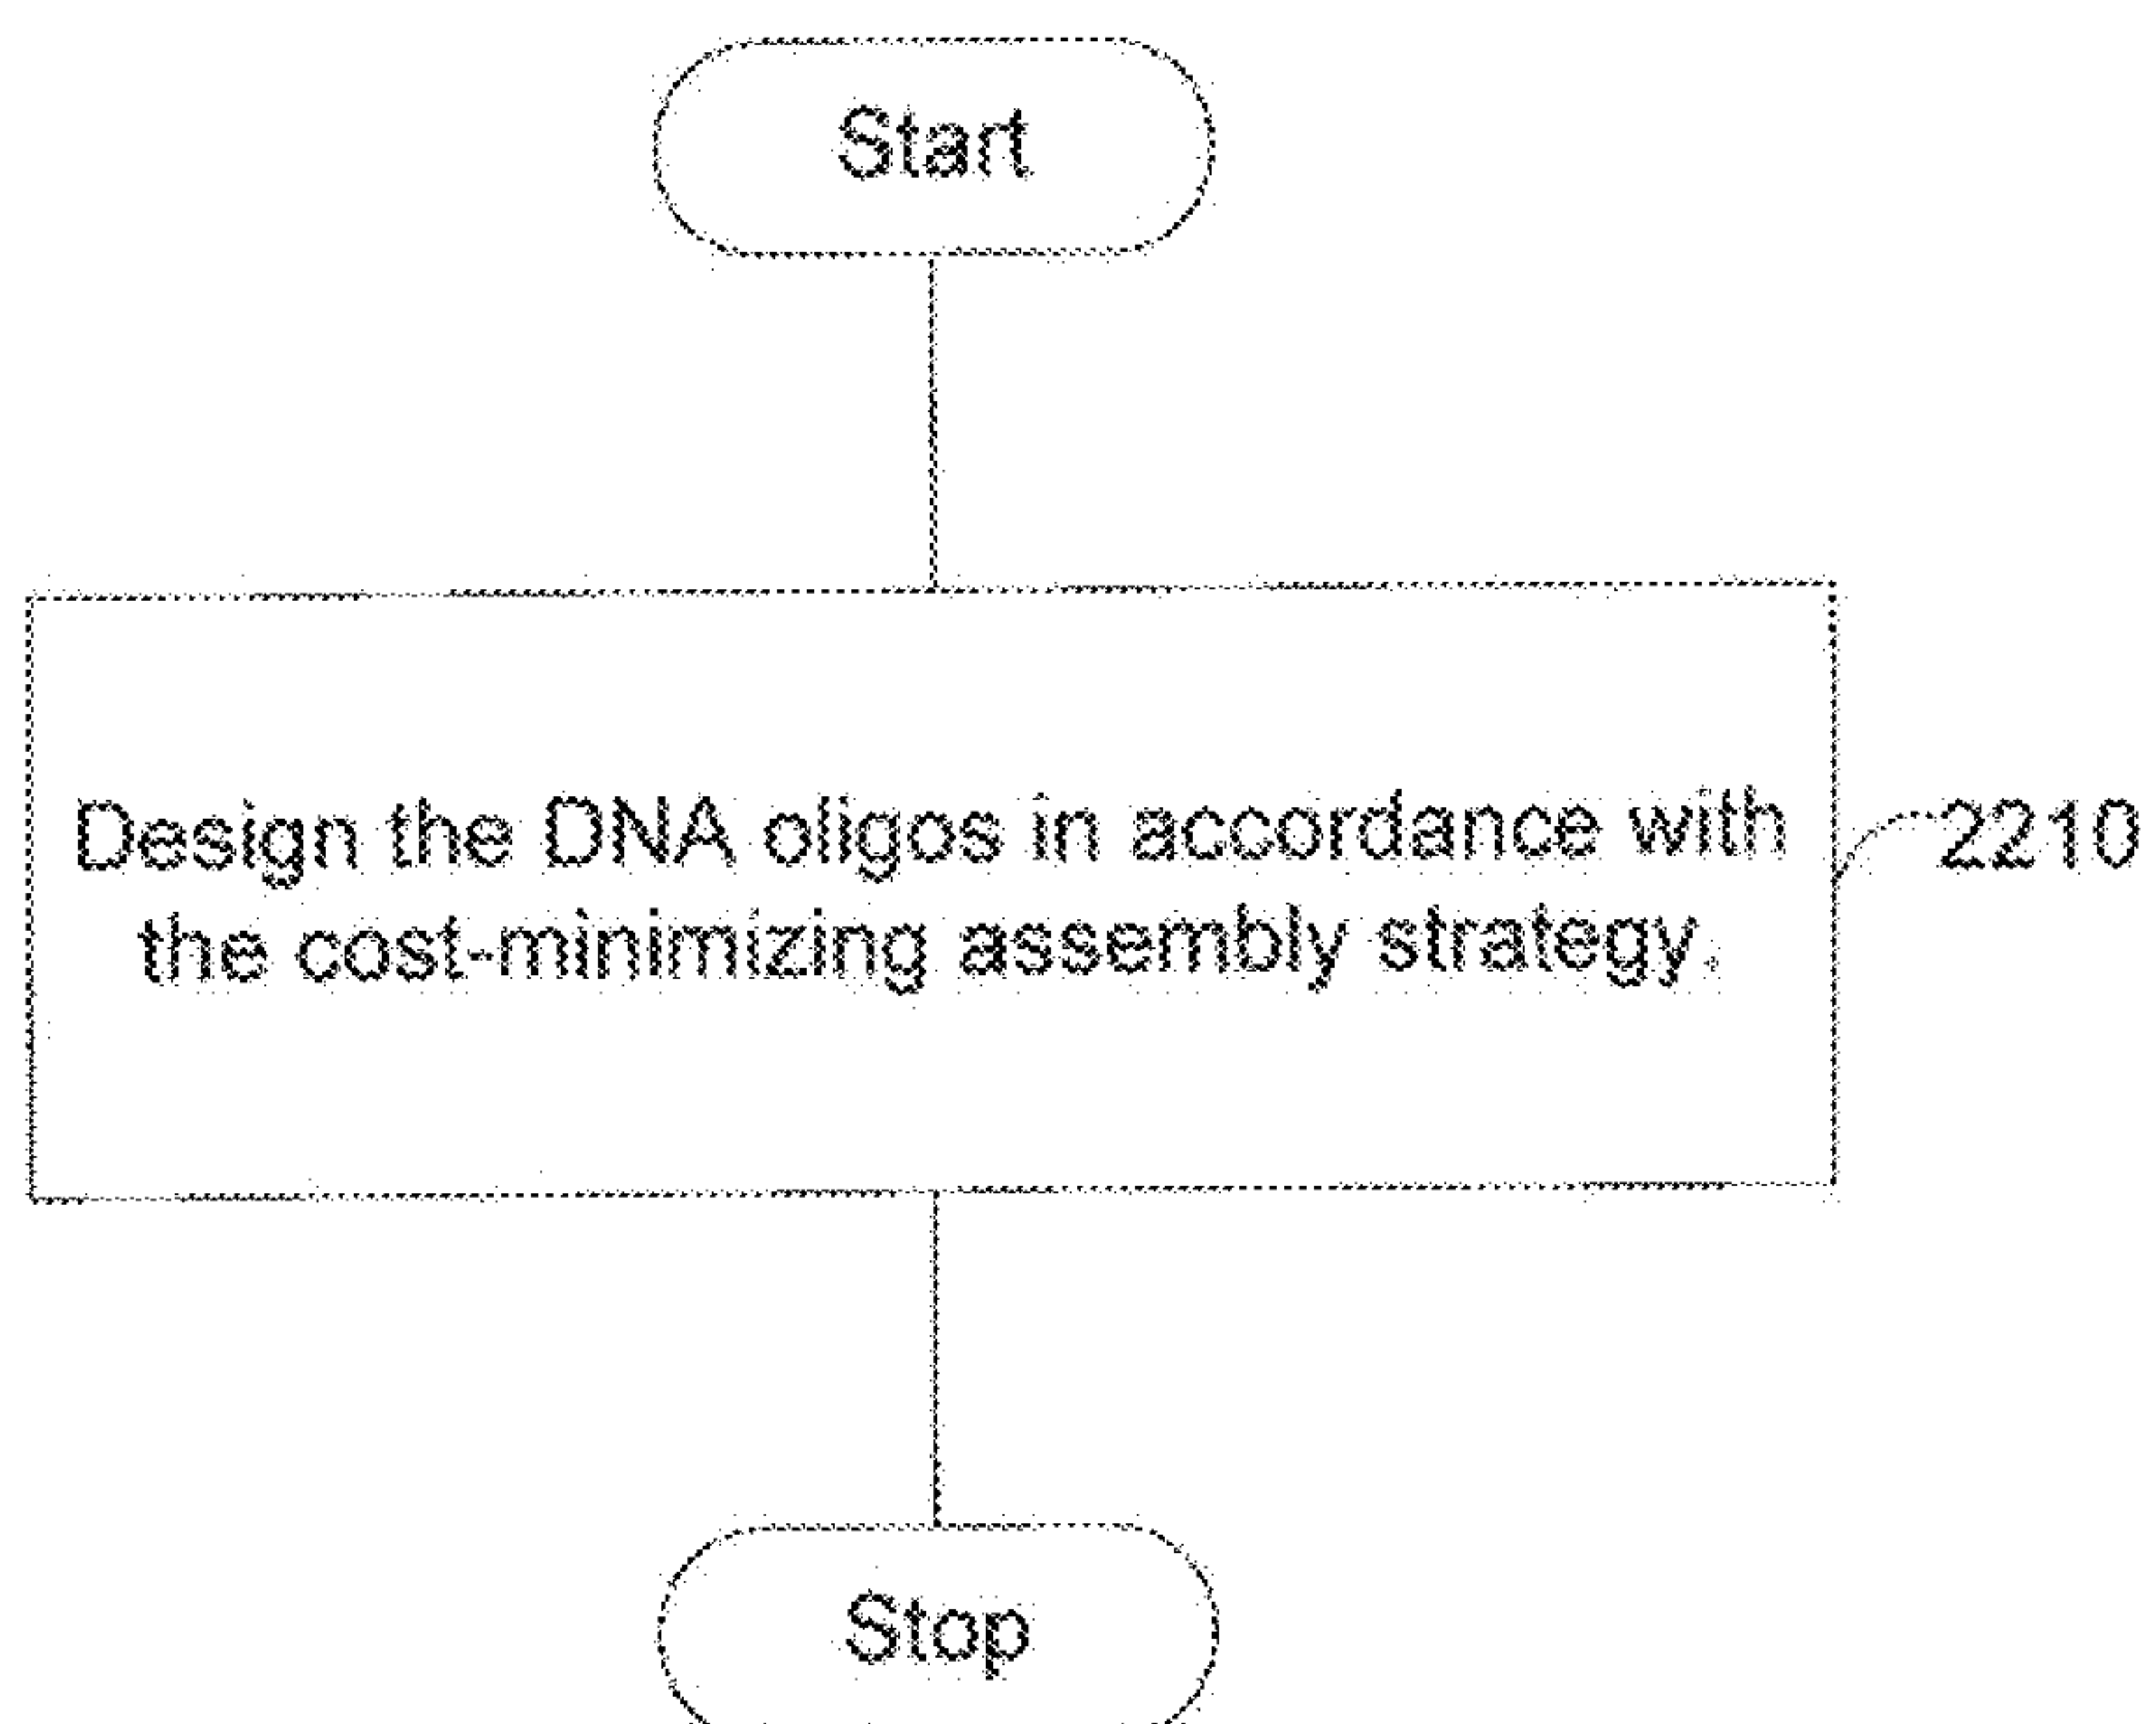 Start
Design the DNA oligos in accordance with
the cost-minimizing assembly strategy.
2210
Stop